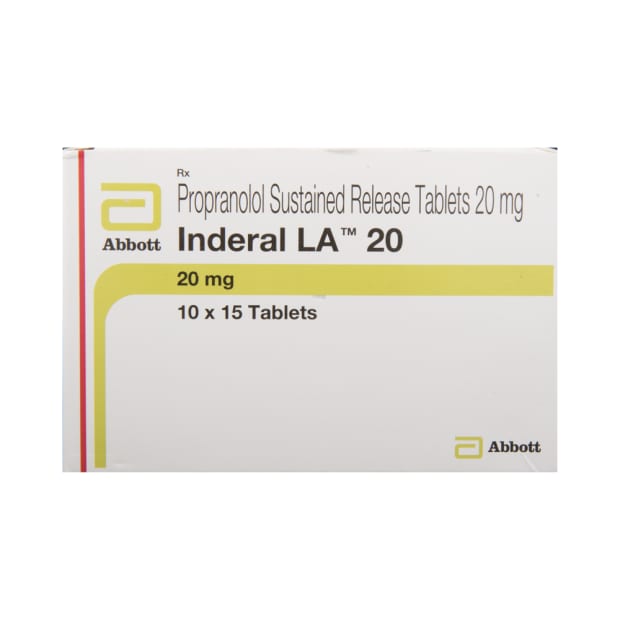 Rx
Propranolol Sustained Release Tablets 20 mg
Abbott
Inderal LA™ 20
20 mg
10 x 15 Tablets
Abbott